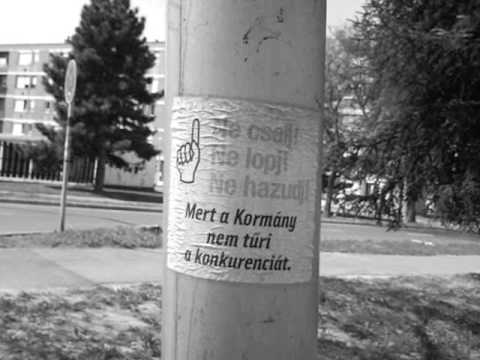 Ne csalj!
Ne lopj!
Ne hazudj!
Mert a Kormány
nem tűri
a konkurenciát.